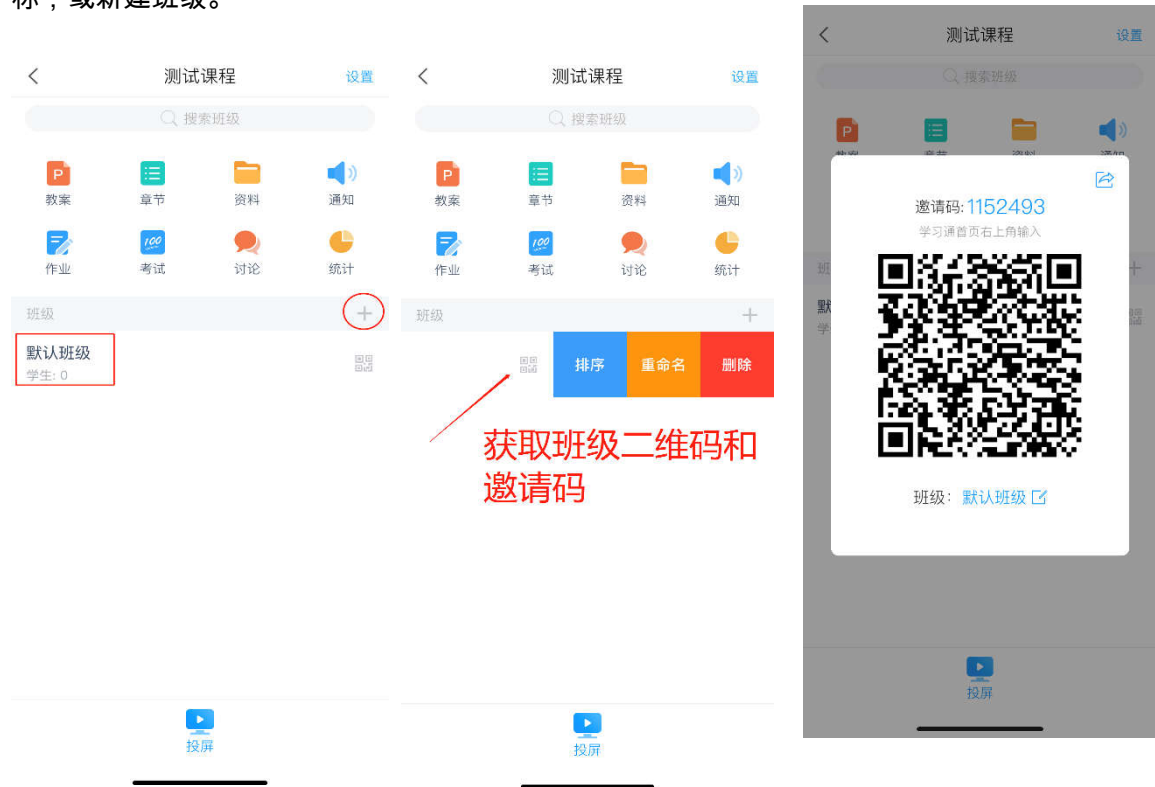 称，或新建班级。
测试课程
设置
搜索班级
教案
章节
资料
通知
作业
100
考试
讨论
统计
班级
默认班级
学生: 0
投屏
测试课程
设置
搜索班级
教案
章节
资料
通知
作业
100
考试
讨论
统计
班级
排序
重命名
删除
获取班级二维码和
邀请码
投屏
测试课程
设置
搜索班级
邀请码:1152493
学习通首页右上角输入
班级：默认班级
投屏